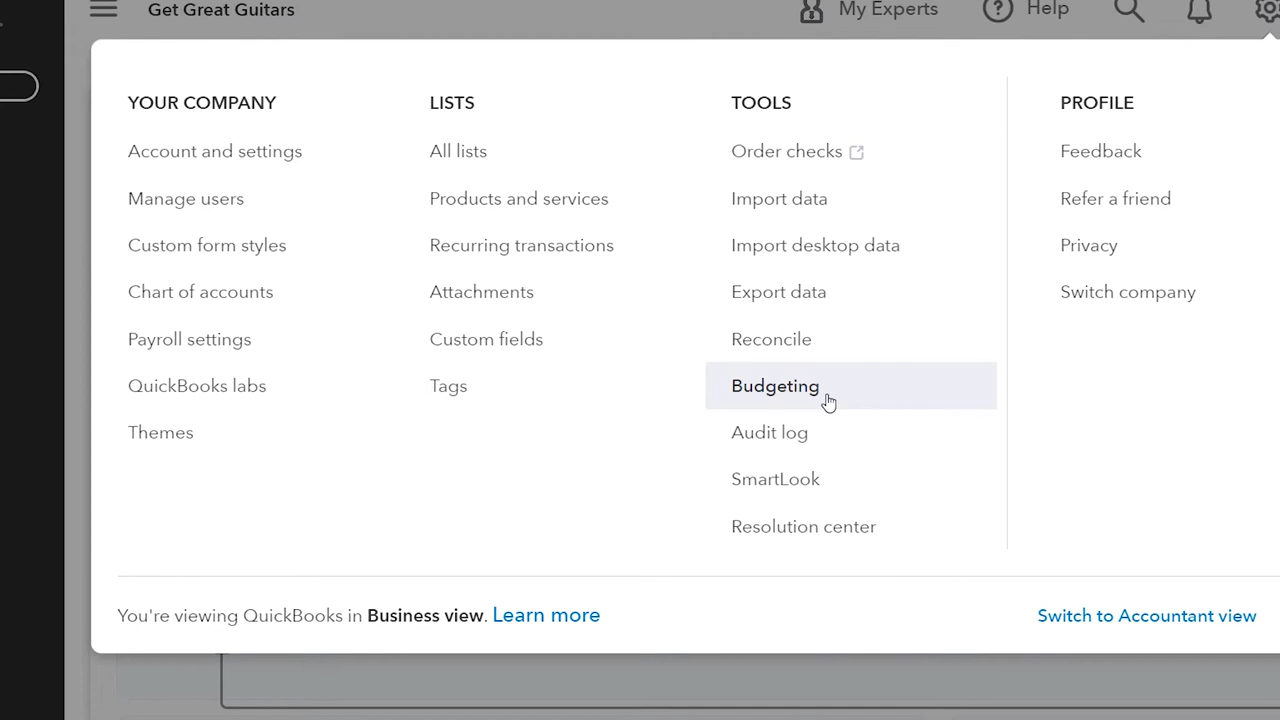 Get Great Guitars
My Experts
Help
YOUR COMPANY
Account and settings
Manage users
Custom form styles
Chart of accounts
Payroll settings
QuickBooks labs
Themes
LISTS
All lists
Products and services
Recurring transactions
Attachments
Custom fields
Tags
TOOLS
Order checks
Import data
Import desktop data
Export data
Reconcile
Budgeting
Audit log
SmartLook
Resolution center
PROFILE
Feedback
Refer a friend
Privacy
Switch company
You're viewing QuickBooks in Business view. Learn more
Switch to Accountant view